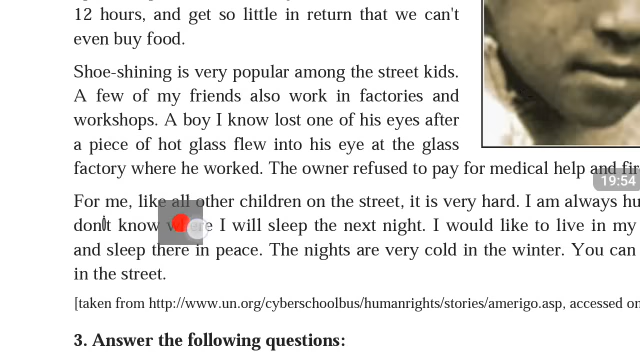 12 hours, and get so little in return that we can't
even buy food.
Shoe-shining is very popular among the street kids.
A few of my friends also work in factories and
workshops. A boy I know lost one of his eyes after
a piece of hot glass flew into his eye at the glass
factory where he worked. The owner refused to pay for medical help and fir
19:54
For me, like all other children on the street, it is very hard. I am always hu
don't know where I will sleep the next night. I would like to live in my
and sleep there in peace. The nights are very cold in the winter. You can
in the street.
[taken from http://www.un.org/cyberschoolbus/humanrights/stories/amerigo.asp, accessed on
3. Answer the following questions: